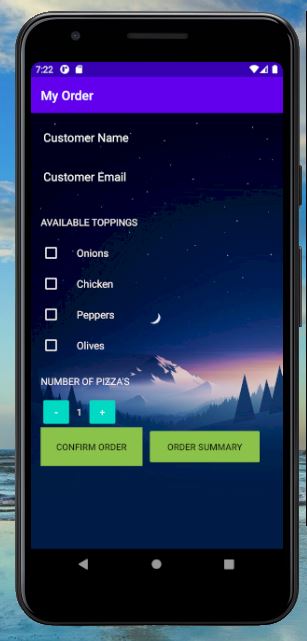 7:22
My Order
Customer Name
Customer Email
AVAILABLE TOPPINGS
Onions
Chicken
Peppers
Olives
NUMBER OF PIZZA'S
- 1 +
CONFIRM ORDER ORDER SUMMARY